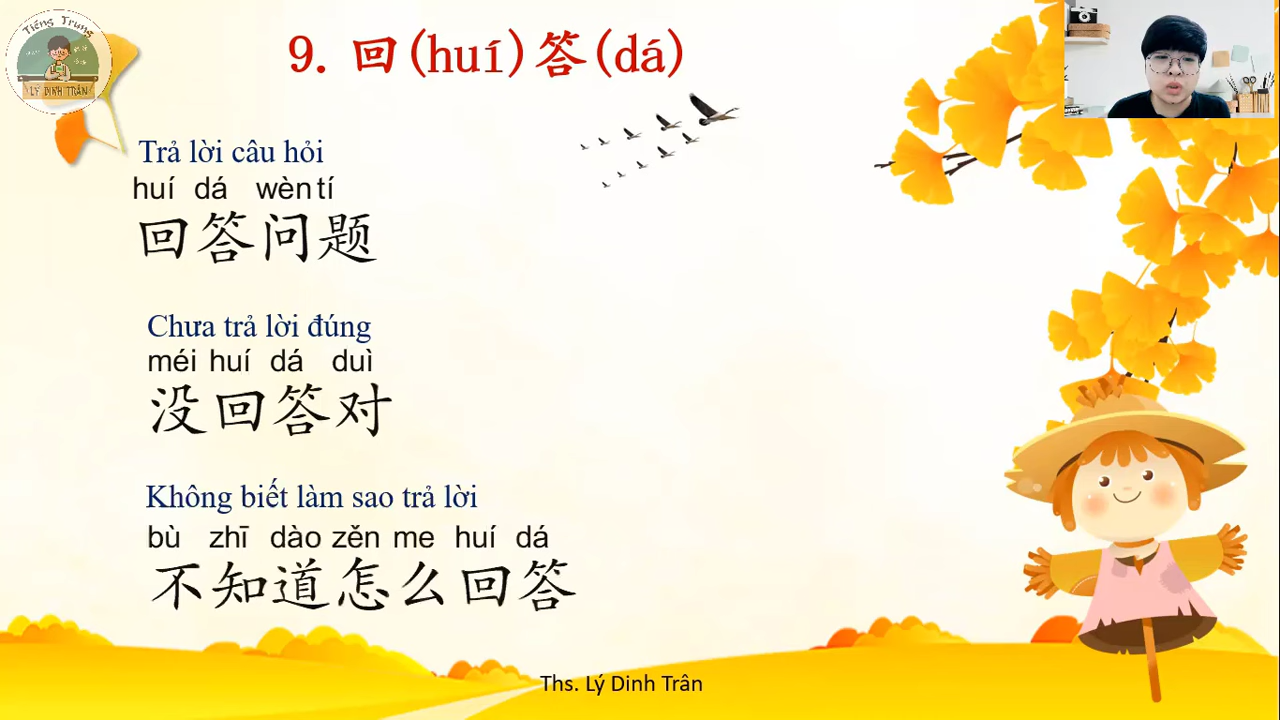 Tiếng Trung
LÝ DINH TRÂN
9. 回(huí)答(dá)
Trả lời câu hỏi
huí dá wèn tí
回答问题
Chưa trả lời đúng
méi huí dá duì
没回答对
Không biết làm sao trả lời
bù zhī dào zěn me huí dá
不知道怎么回答
Ths. Lý Dinh Trân